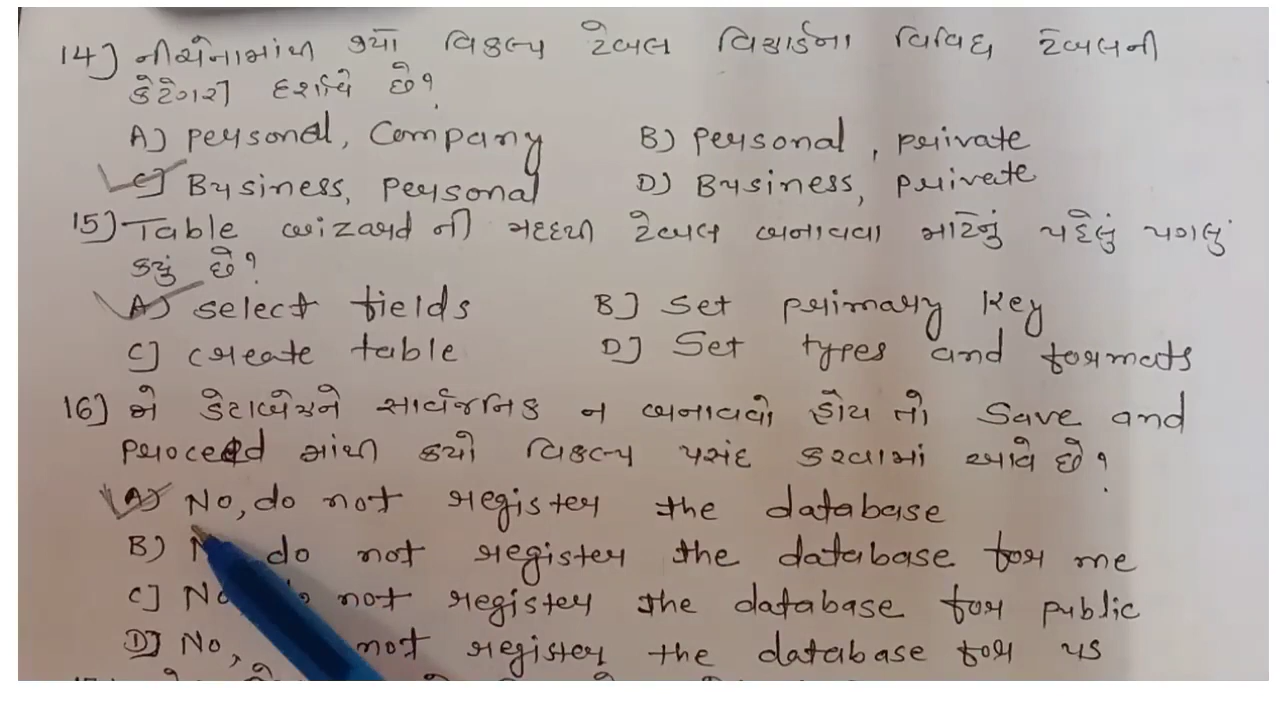 14) નીચેનામાંથી કયો વિકલ્પ ટેબલ વિઝાર્ડના વિવિધ ટેબલની
કેટેગરી દર્શાવે છે?
A) Personal, Company
B) Personal, Private
C) Business, Personal
D) Business, Private
15) Table wizard ની મદદથી ટેબલ બનાવવા માટેનું પહેલું પગલું
કયું છે?
A) Select fields
B) Set primary key
C) Create table
D) Set types and formats
16) જો ડેટાબેઝને સાર્વજનિક ન બનાવવો હોય તો Save and
proceed માંથી કયો વિકલ્પ પસંદ કરવામાં આવે છે?
A) No, do not register the database
B) do not register the database for me
C) No not register the database for public
D) No, not register the database for us